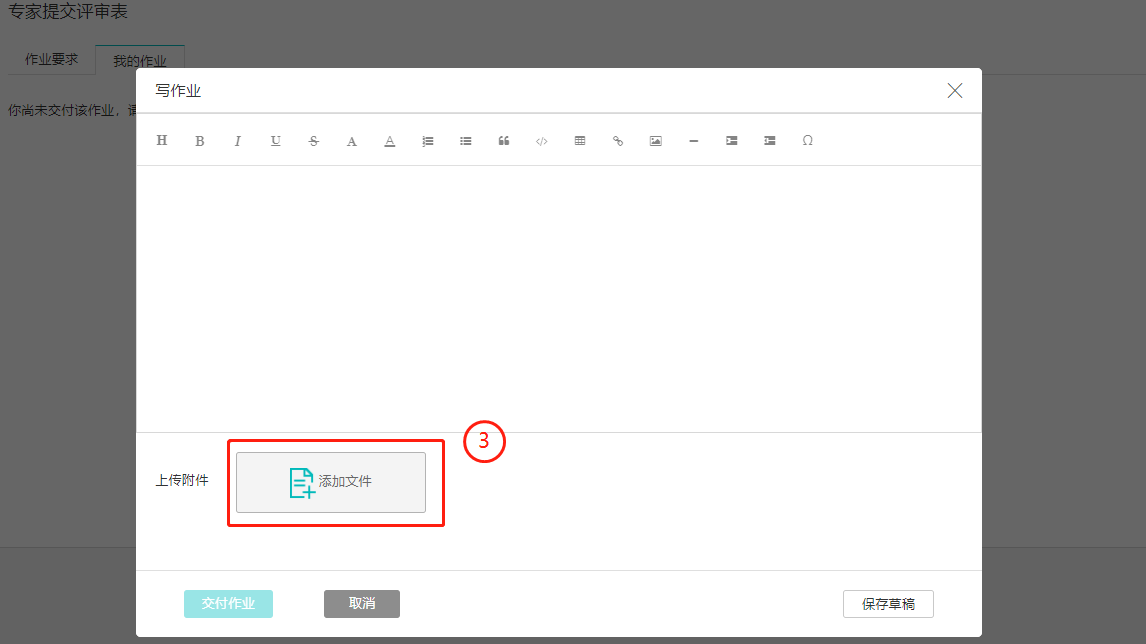 专家提交评审表
作业要求 我的作业
你尚未交付该作业，请
写作业
H B I U S A A Ω
3
上传附件 添加文件
交付作业 取消 保存草稿